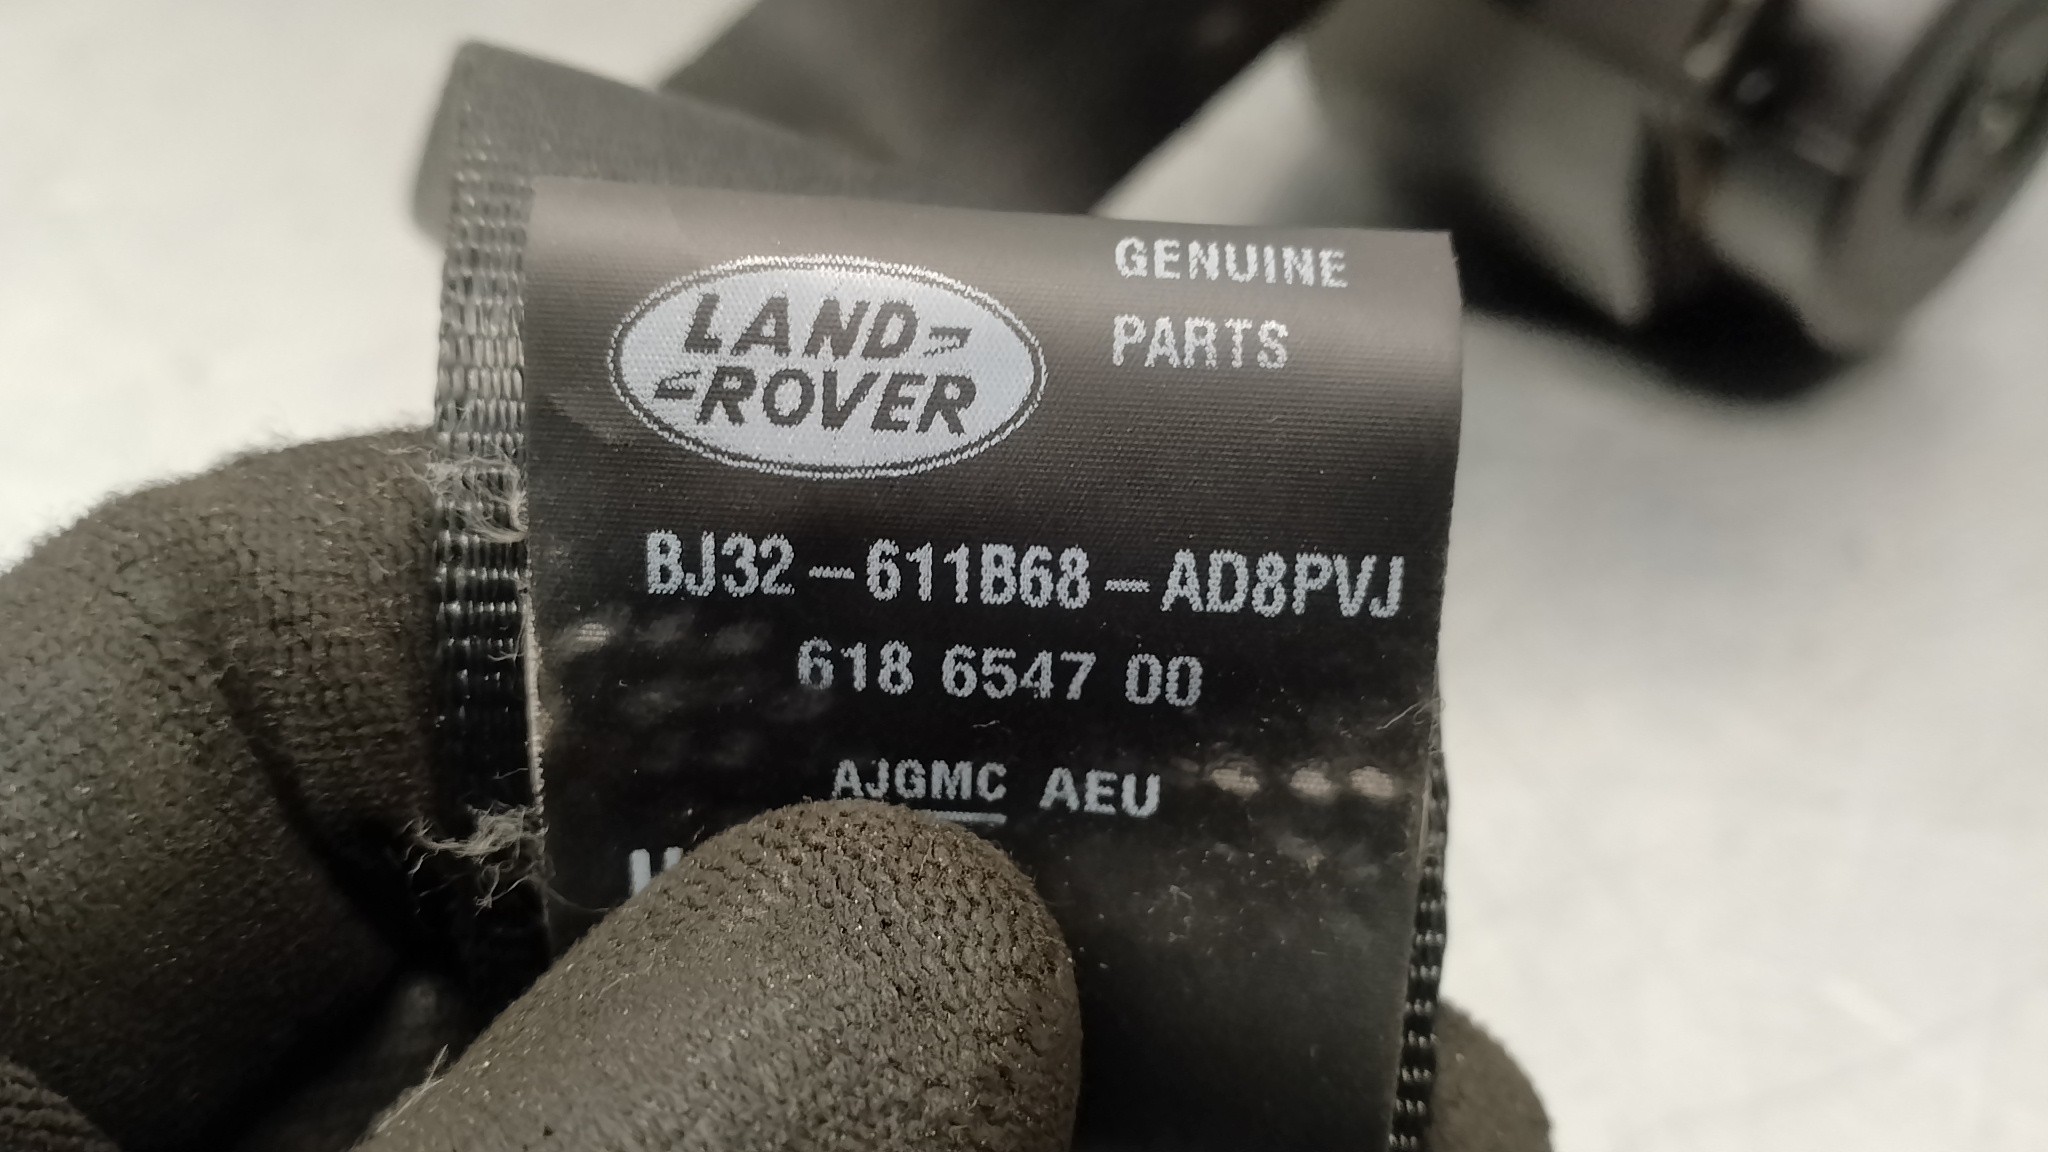 LAND
ROVER
GENUINE
PARTS
BJ32-611B68-AD8PVJ
618 6547 00
AJGMC AEU